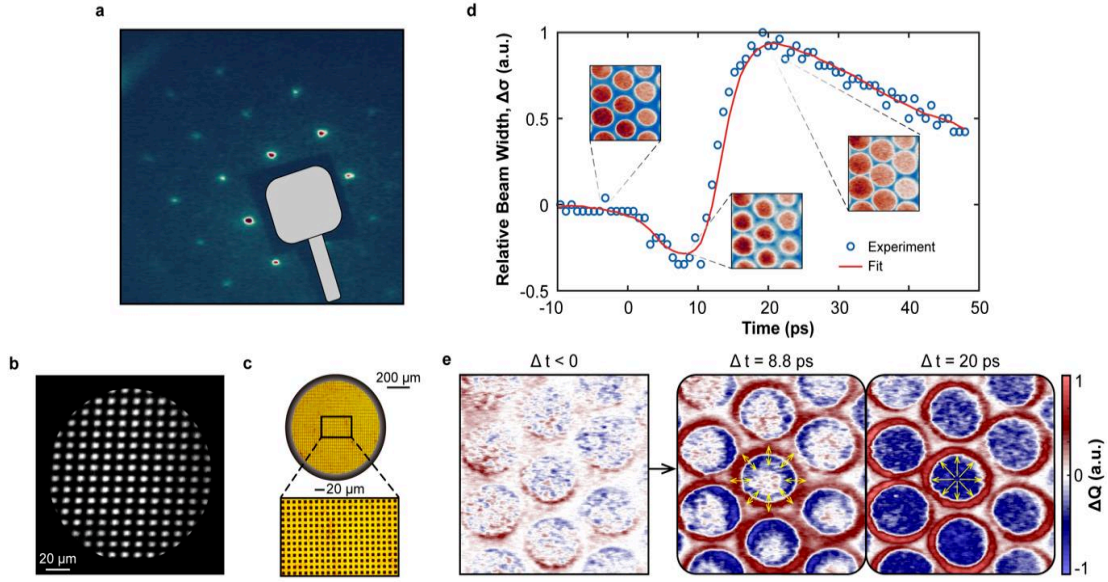 a
b
20 μm
c
200 μm
20 μm
d
Relative Beam Width, Δσ (a.u.)
1
0.5
0
-0.5
-10
0
10
20
30
40
50
Time (ps)
Experiment
Fit
e
Δ t < 0
Δ t = 8.8 ps
Δ t = 20 ps
1
0
-1
ΔQ (a.u.)